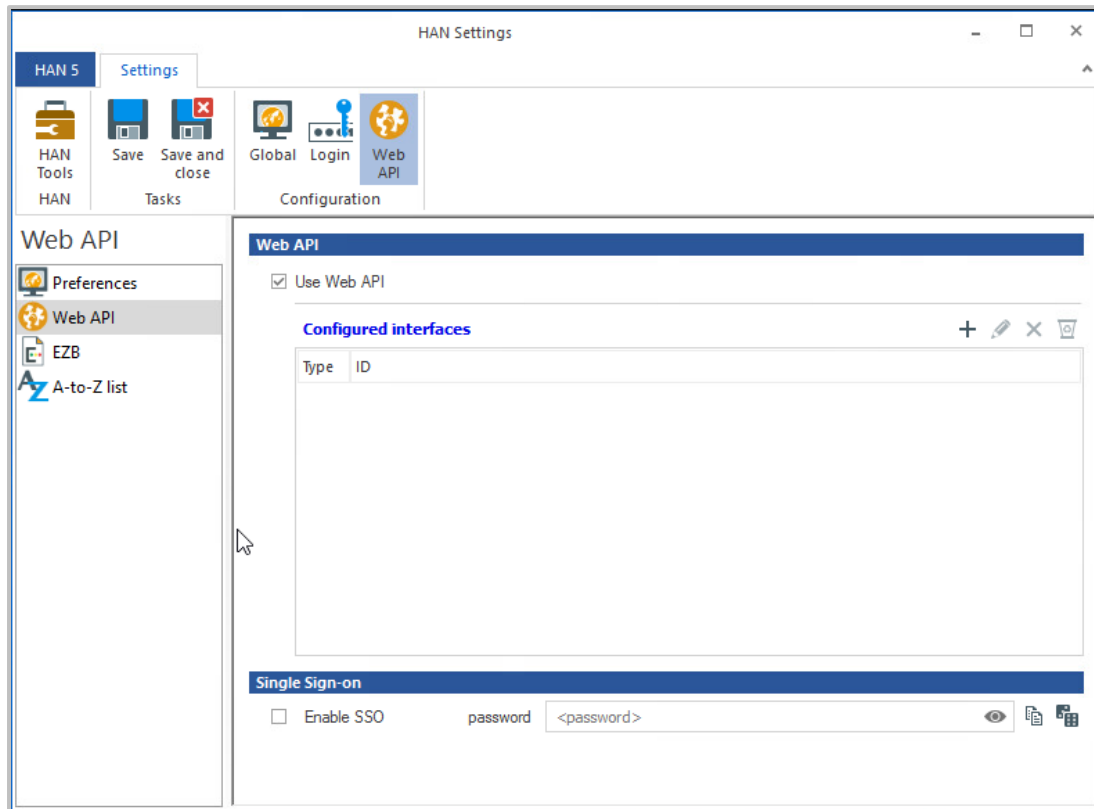 HAN Settings
HAN 5
Settings
HAN Tools
Save
Save and close
Global
Login
Web API
HAN
Tasks
Configuration
Web API
Preferences
Web API
EZB
A-to-Z list
Web API
Use Web API
Configured interfaces
Type ID
Single Sign-on
Enable SSO password <password>